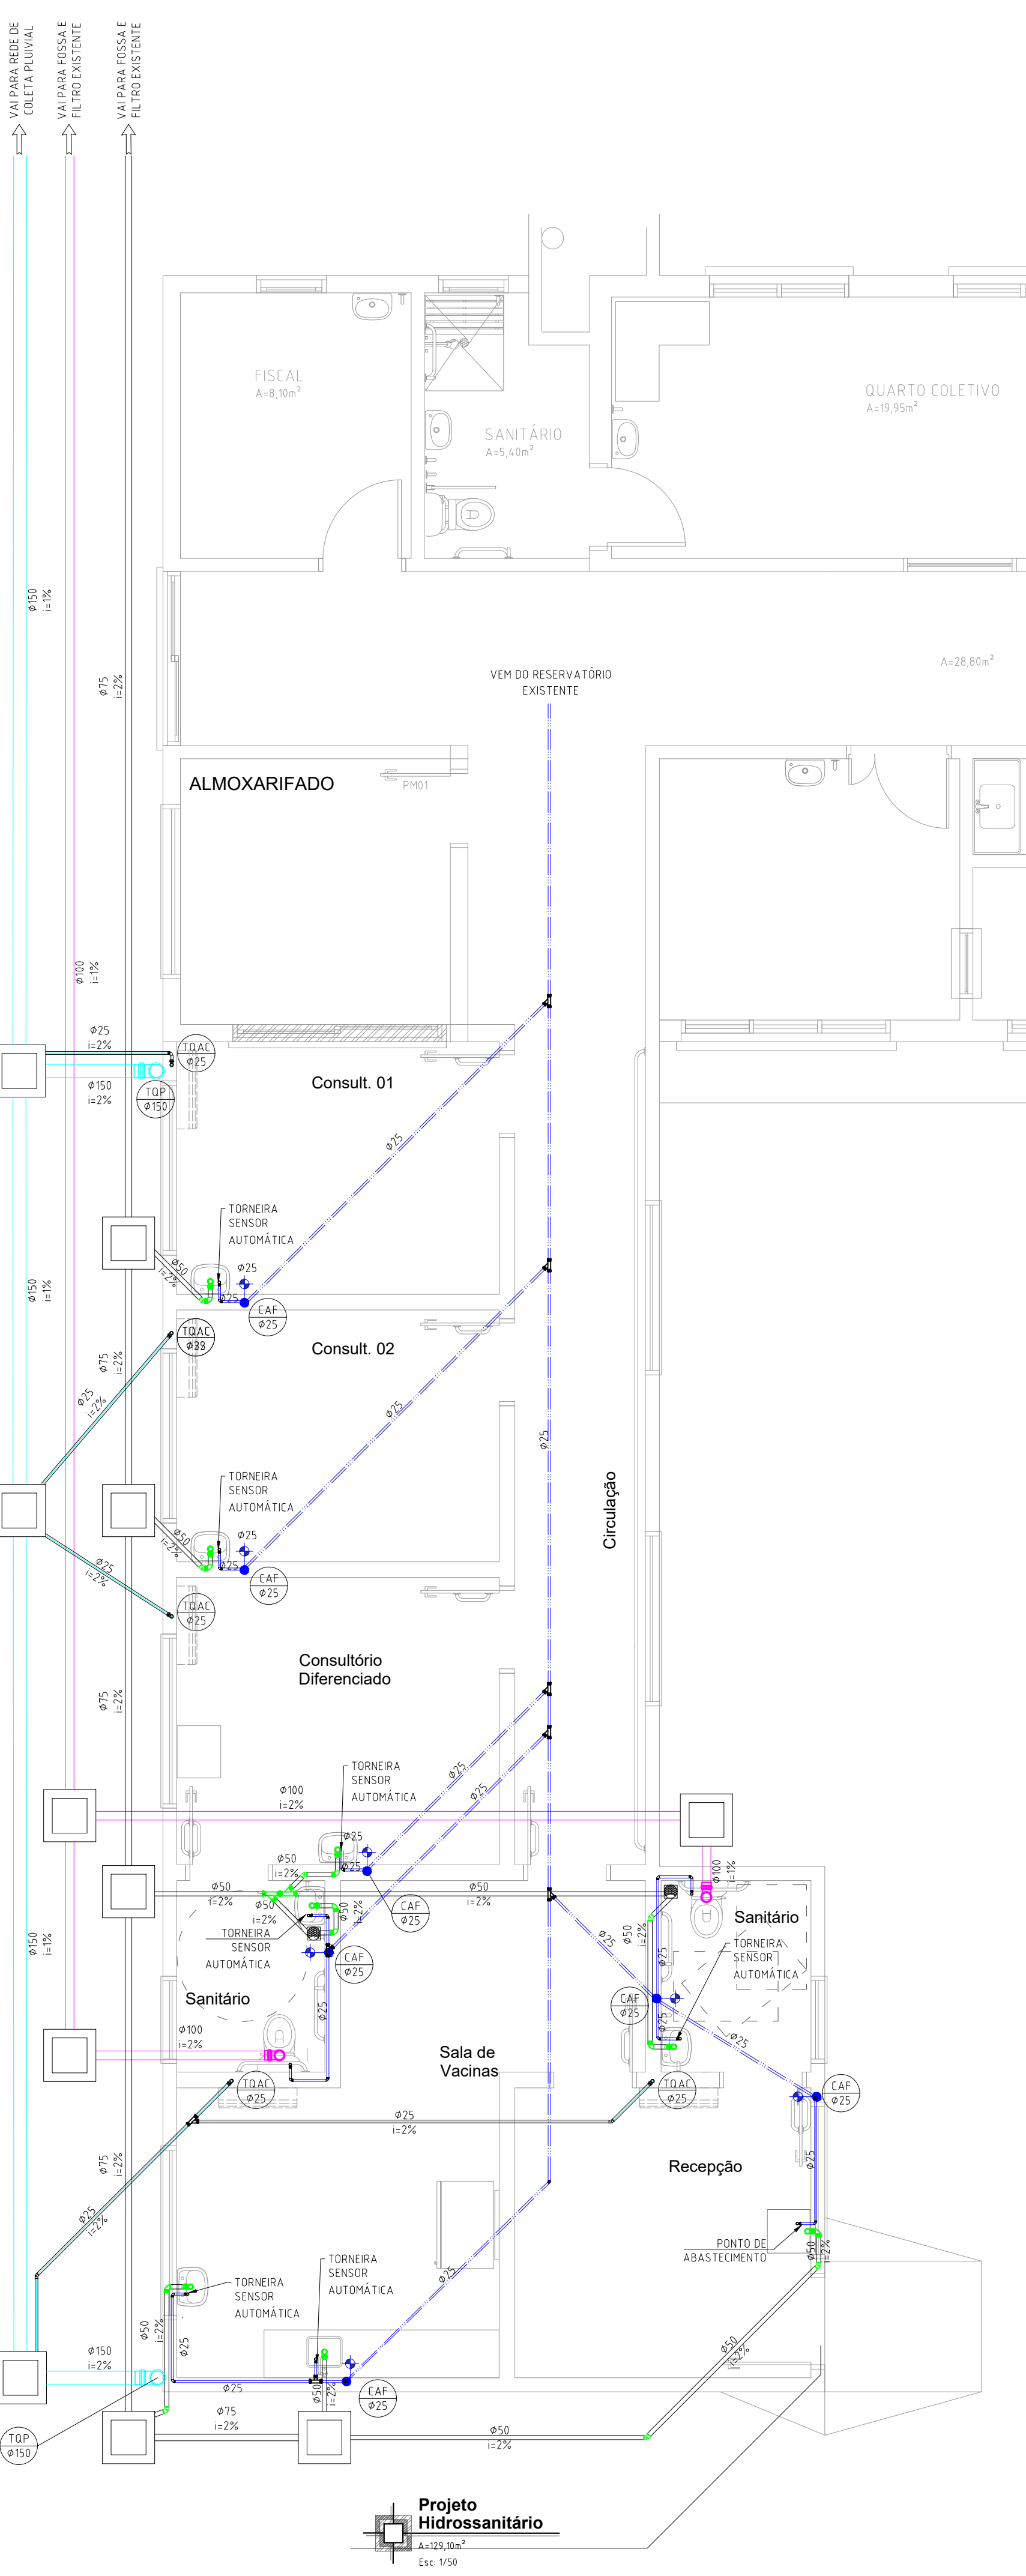 VAI PARA REDE DE
COLETA PLUIVIAL
VAI PARA FOSSA E
FILTRO EXISTENTE
VAI PARA FOSSA E
FILTRO EXISTENTE
FISCAL
A=8,10m²
SANITÁRIO
A=5,40m²
QUARTO COLETIVO
A=19,95m²
ø150
i=1%
ø75
i=2%
VEM DO RESERVATÓRIO
EXISTENTE
A=28,80m²
ALMOXARIFADO
PM01
ø100
i=1%
ø25
i=2%
TQAC
ø25
ø150
i=2%
TQP
ø150
Consult. 01
ø25
TORNEIRA
SENSOR
AUTOMÁTICA
ø50
i=2%
ø25
ø25
CAF
ø25
ø150
i=1%
TQAC
Consult. 02
ø75
i=2%
ø25
i=2%
ø25
ø25
Circulação
TORNEIRA
SENSOR
AUTOMÁTICA
ø50
i=2%
ø25
ø25
CAF
ø25
ø25
i=2%
TQAC
ø25
Consultório
Diferenciado
ø75
i=2%
TORNEIRA
SENSOR
AUTOMÁTICA
ø25
ø25
ø100
i=2%
ø25
ø25
ø50
i=2%
ø100
i=1%
ø50
i=2%
ø50
i=2%
ø50
i=2%
ø50
i=2%
CAF
ø25
TORNEIRA
SENSOR
AUTOMÁTICA
CAF
ø25
ø150
i=1%
Sanitário
ø25
ø50
i=2%
ø25
ø25
Sanitário
TORNEIRA
SENSOR
AUTOMÁTICA
CAF
ø25
ø25
ø25
ø100
i=2%
Sala de
Vacinas
TQAC
ø25
TQAC
ø25
CAF
ø25
ø25
i=2%
ø75
i=2%
ø25
i=2%
Recepção
ø25
PONTO DE
ABASTECIMENTO
ø50
i=2%
TORNEIRA
SENSOR
AUTOMÁTICA
TORNEIRA
SENSOR
AUTOMÁTICA
ø25
ø50
i=2%
ø25
ø50
i=2%
ø150
i=2%
ø25
ø50
i=2%
CAF
ø25
TQP
ø150
ø75
i=2%
ø50
i=2%
Projeto
Hidrossanitário
A=129,10m²
Esc: 1/50